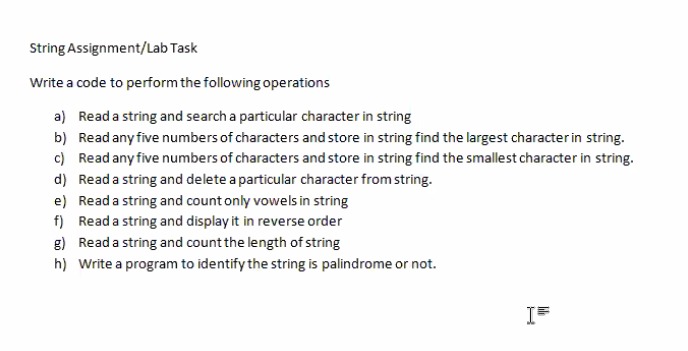 String Assignment/Lab Task
Write a code to perform the following operations
a) Read a string and search a particular character in string
b) Read any five numbers of characters and store in string find the largest character in string.
c) Read any five numbers of characters and store in string find the smallest character in string.
d) Read a string and delete a particular character from string.
e) Read a string and count only vowels in string
f) Read a string and display it in reverse order
g) Read a string and count the length of string
h) Write a program to identify the string is palindrome or not.